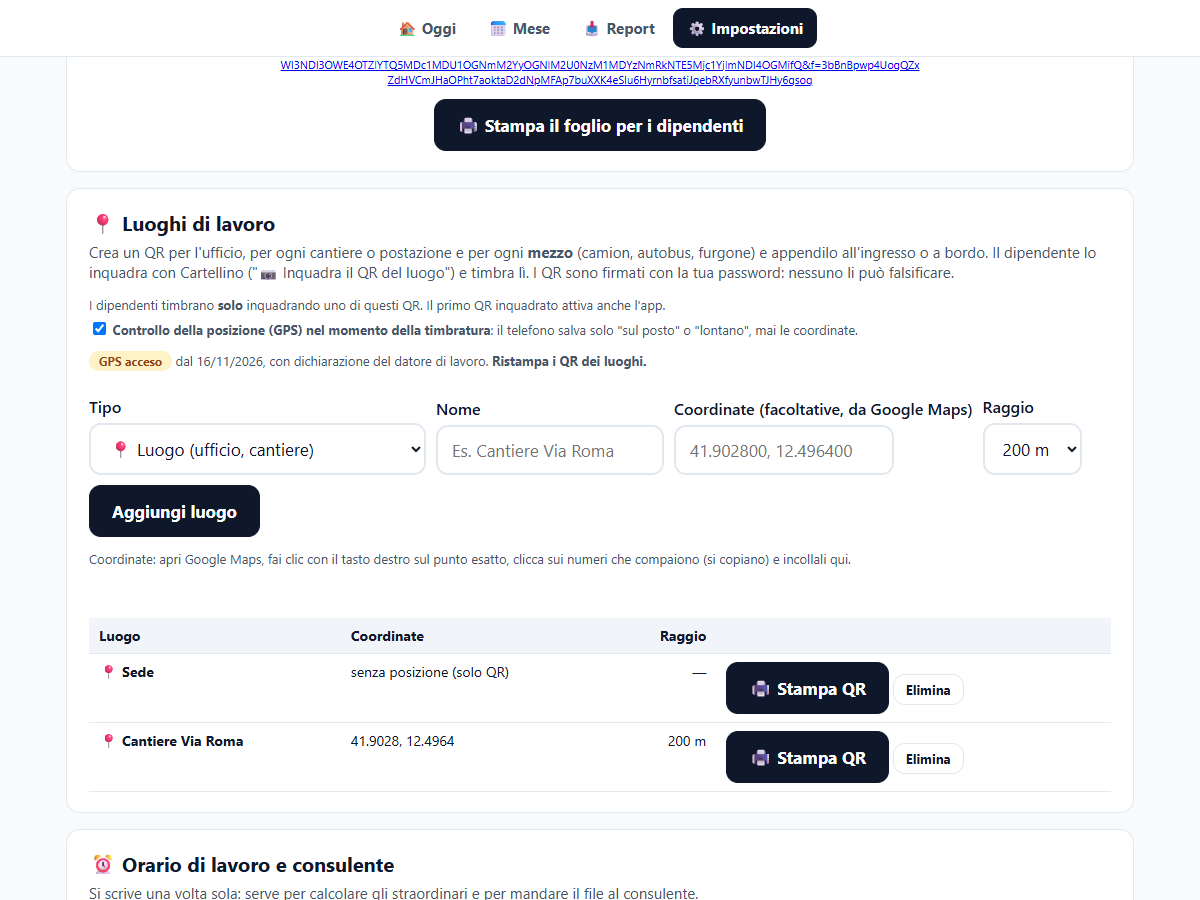 Oggi Mese Report Impostazioni
Stampa il foglio per i dipendenti
Luoghi di lavoro
Crea un QR per l'ufficio, per ogni cantiere o postazione e per ogni mezzo (camion, autobus, furgone) e appendilo all'ingresso o a bordo. Il dipendente lo
inquadra con Cartellino (" Inquadra il QR del luogo") e timbra lì. I QR sono firmati con la tua password: nessuno li può falsificare.
I dipendenti timbrano solo inquadrando uno di questi QR. Il primo QR inquadrato attiva anche l'app.
Controllo della posizione (GPS) nel momento della timbratura: il telefono salva solo "sul posto" o "lontano", mai le coordinate.
GPS acceso dal 16/11/2026, con dichiarazione del datore di lavoro. Ristampa i QR dei luoghi.
Tipo Nome Coordinate (facoltative, da Google Maps) Raggio
Luogo (ufficio, cantiere) Es. Cantiere Via Roma 41.902800, 12.496400 200 m
Aggiungi luogo
Coordinate: apri Google Maps, fai clic con il tasto destro sul punto esatto, clicca sui numeri che compaiono (si copiano) e incollali qui.
Luogo Coordinate Raggio
Sede senza posizione (solo QR) — Stampa QR Elimina
Cantiere Via Roma 41.9028, 12.4964 200 m Stampa QR Elimina
Orario di lavoro e consulente
Si scrive una volta sola: serve per calcolare gli straordinari e per mandare il file al consulente.